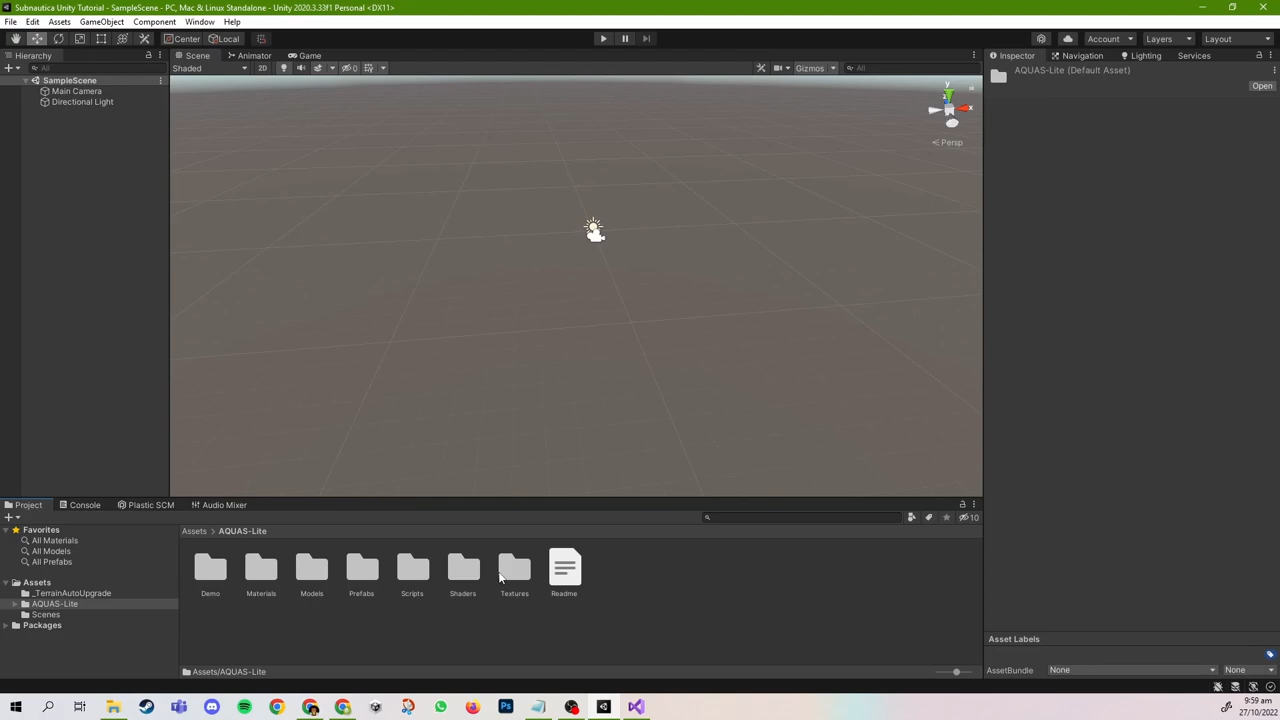 Subnautica Unity Tutorial - SampleScene - PC, Mac & Linux Standalone - Unity 2020.3.33f1 Personal <DX11>
File Edit Assets GameObject Component Window Help
Center Local Account Layers Layout
Hierarchy Scene Animator Game Inspector Navigation Lighting Services
All Shaded 2D 0 Gizmos All AQUAS-Lite (Default Asset)
SampleScene Open
Main Camera
Directional Light
y
x
Persp
Project Console Plastic SCM Audio Mixer
10
Favorites Assets > AQUAS-Lite
All Materials
All Models
All Prefabs
Assets
_TerrainAutoUpgrade Demo Materials Models Prefabs Scripts Shaders Textures Readme
AQUAS-Lite
Scenes
Packages
Asset Labels
Assets/AQUAS-Lite AssetBundle None None
9:59 am
27/10/2022